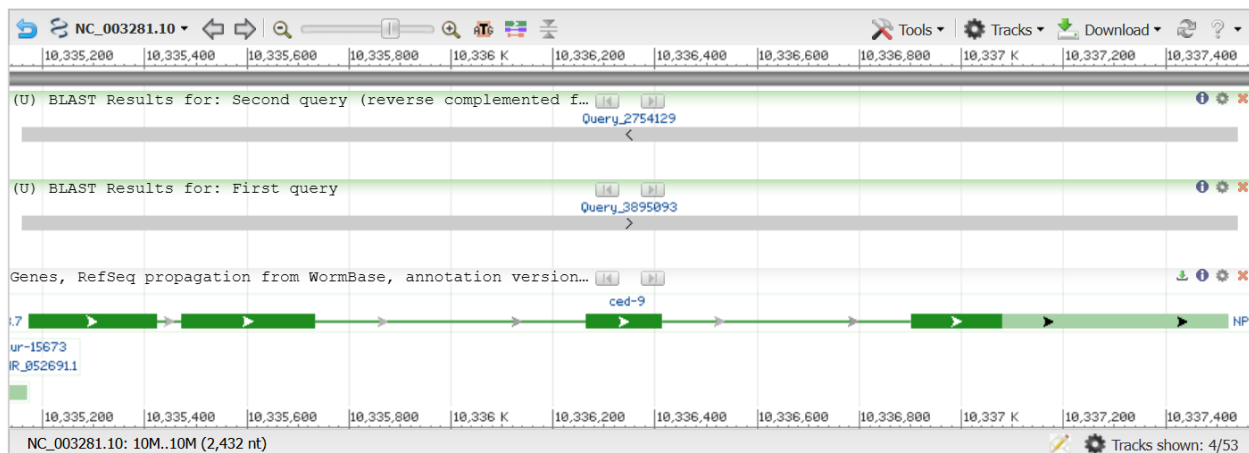 NC_003281.10 ATG Tools Tracks Download ?
10,335,200 10,335,400 10,335,600 10,335,800 10,336 K 10,336,200 10,336,400 10,336,600 10,336,800 10,337 K 10,337,200 10,337,400
(U) BLAST Results for: Second query (reverse complemented f…
Query_2754129
<
(U) BLAST Results for: First query
Query_3895093
>
Genes, RefSeq propagation from WormBase, annotation version…
ced-9
3.7 NP
ur-15673
NR_052691.1
10,335,200 10,335,400 10,335,600 10,335,800 10,336 K 10,336,200 10,336,400 10,336,600 10,336,800 10,337 K 10,337,200 10,337,400
NC_003281.10: 10M..10M (2,432 nt) Tracks shown: 4/53